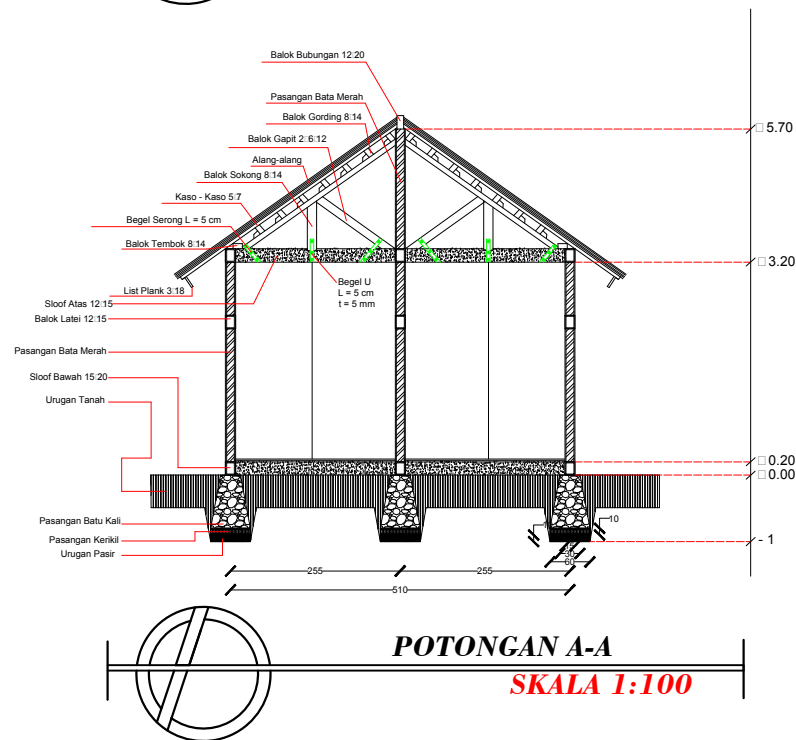 Balok Bubungan 12□20
Pasangan Bata Merah
Balok Gording 8□14
Balok Gapit 2□6□12
Alang-alang
Balok Sokong 8□14
Kaso - Kaso 5□7
Begel Serong L = 5 cm
Balok Tembok 8□14
List Plank 3□18
Sloof Atas 12□15
Balok Latei 12□15
Pasangan Bata Merah
Sloof Bawah 15□20
Urugan Tanah
Pasangan Batu Kali
Pasangan Kerikil
Urugan Pasir
Begel U
L = 5 cm
t = 5 mm
□ 5.70
□ 3.20
□ 0.20
□ 0.00
- 1
10
30
60
255
255
510
POTONGAN A-A
SKALA 1:100